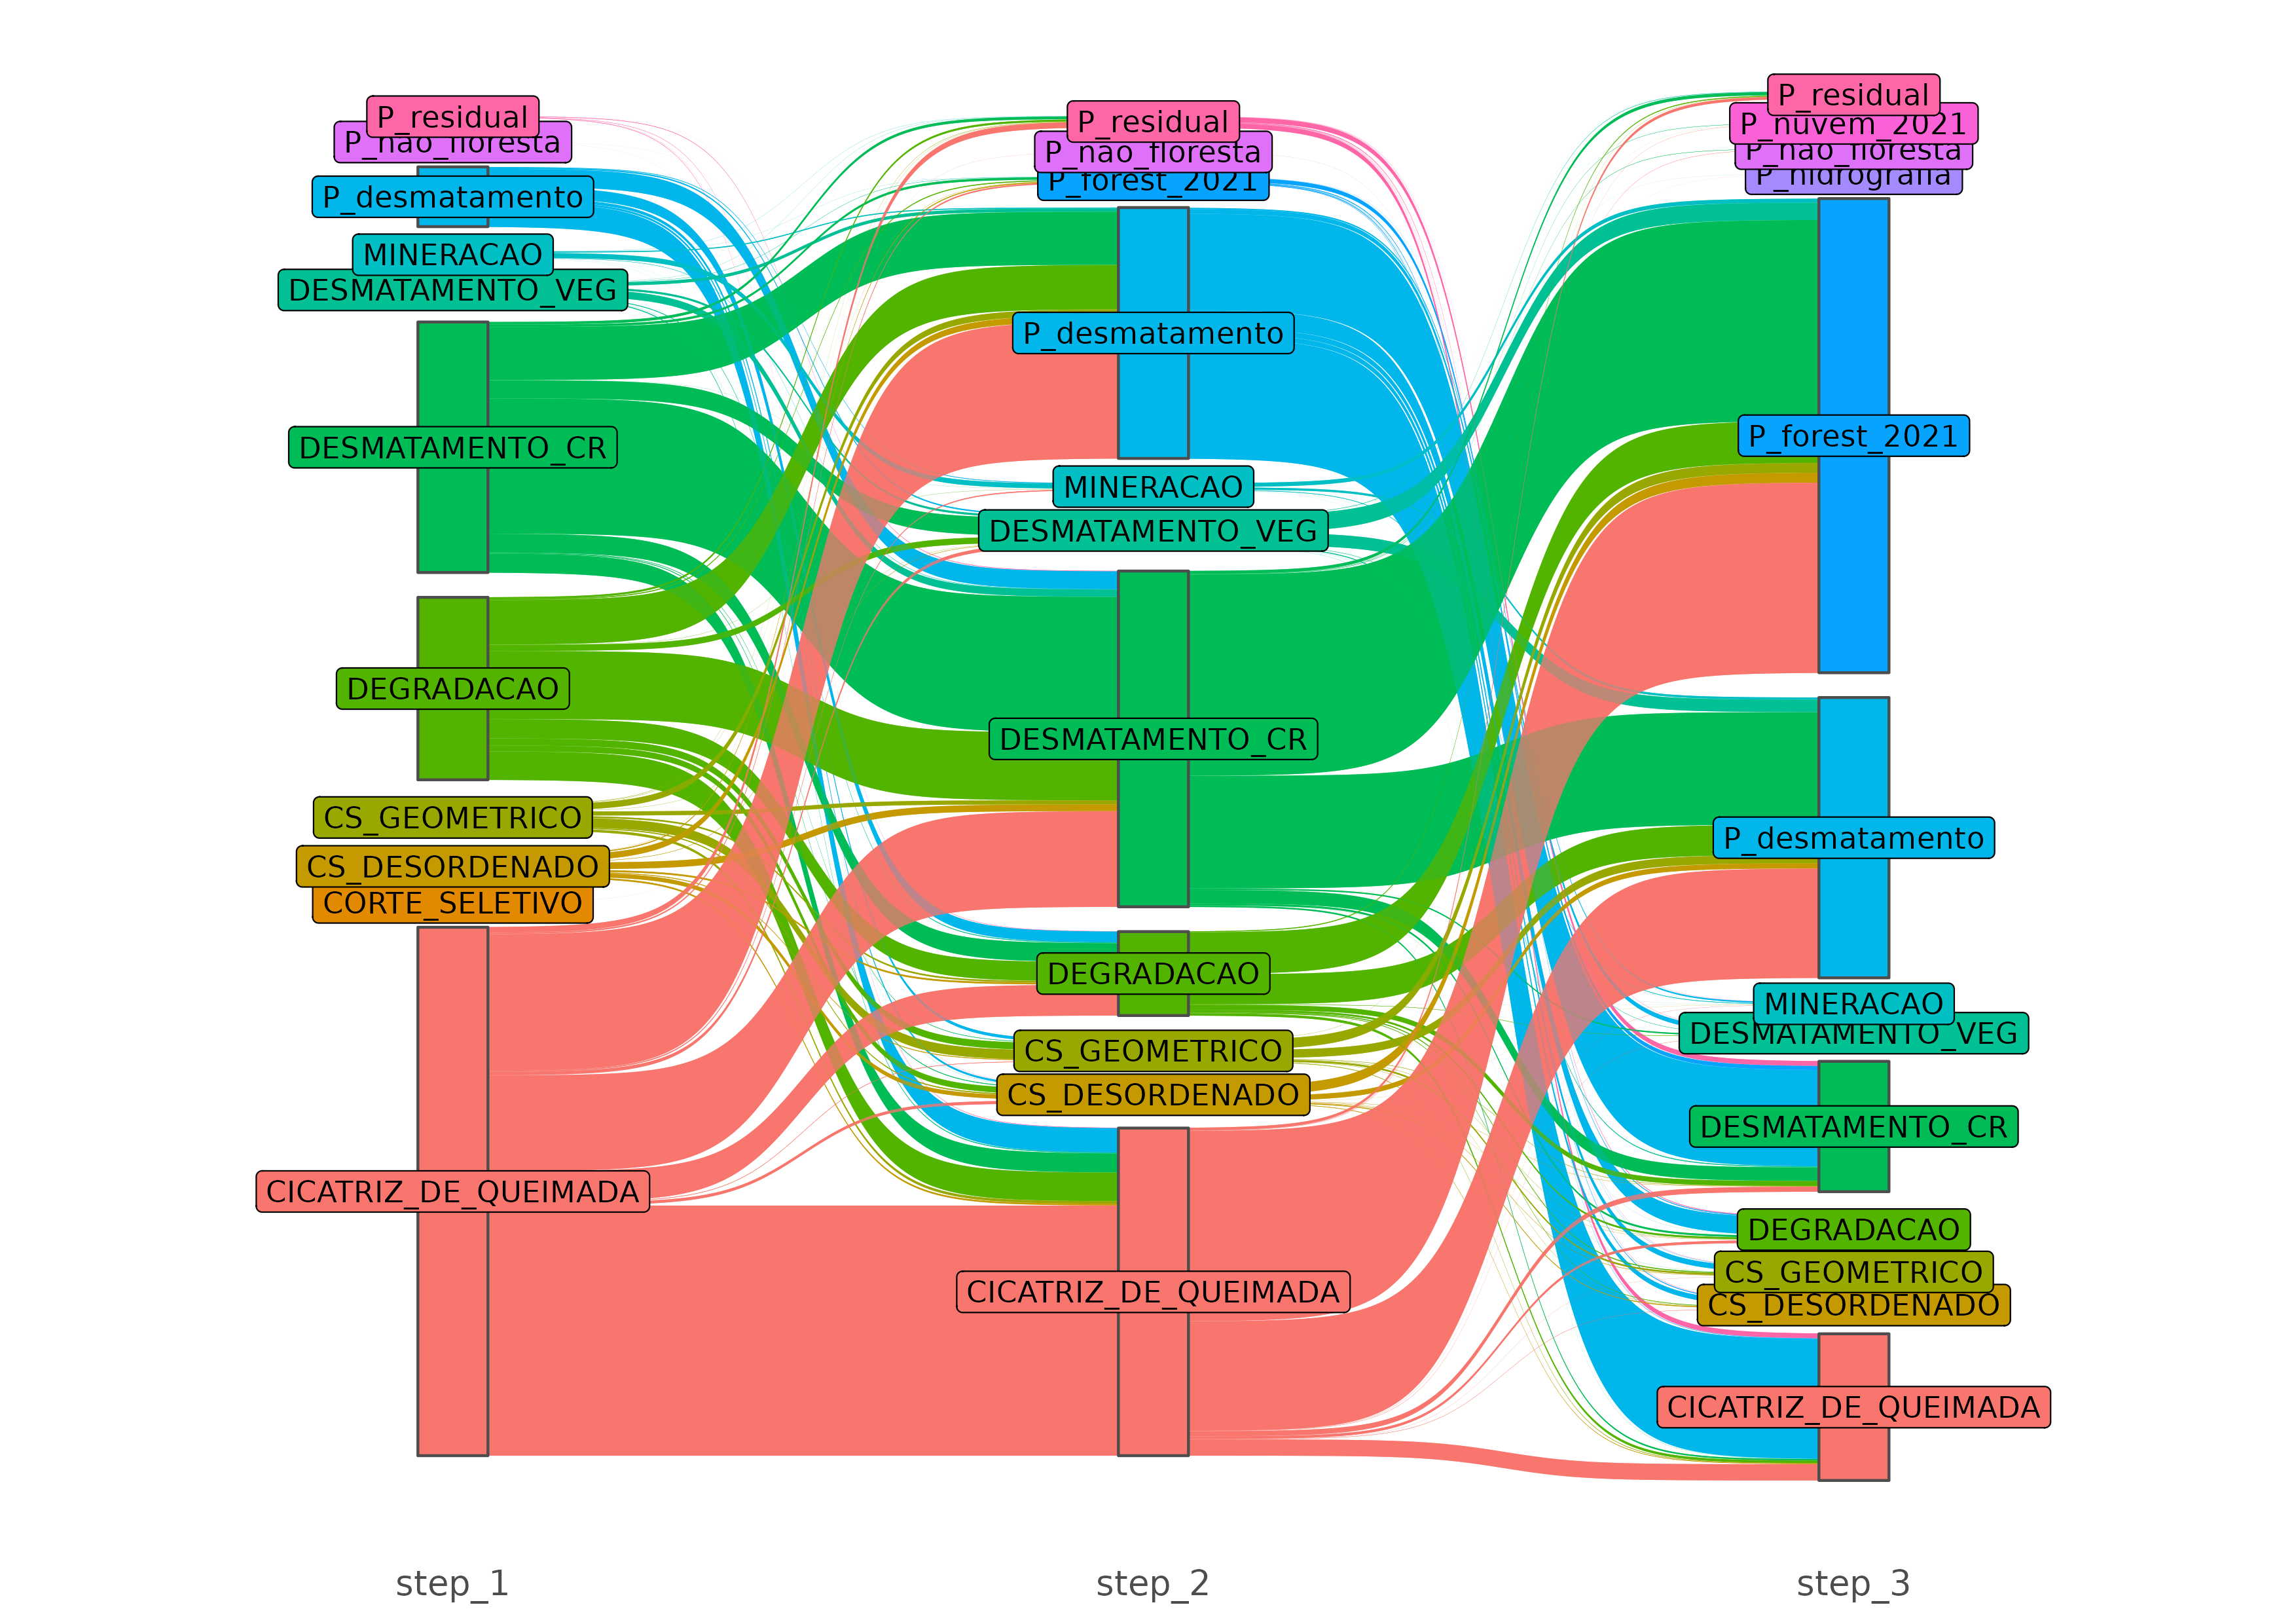 P_residual
P_nao_floresta
P_desmatamento
MINERACAO
DESMATAMENTO_VEG
DESMATAMENTO_CR
DEGRADACAO
CS_GEOMETRICO
CS_DESORDENADO
CORTE_SELETIVO
CICATRIZ_DE_QUEIMADA
step_1
P_residual
P_nao_floresta
P_forest_2021
P_desmatamento
MINERACAO
DESMATAMENTO_VEG
DESMATAMENTO_CR
DEGRADACAO
CS_GEOMETRICO
CS_DESORDENADO
CICATRIZ_DE_QUEIMADA
step_2
P_residual
P_nuvem_2021
P_nao_floresta
P_hidrografia
P_forest_2021
P_desmatamento
MINERACAO
DESMATAMENTO_VEG
DESMATAMENTO_CR
DEGRADACAO
CS_GEOMETRICO
CS_DESORDENADO
CICATRIZ_DE_QUEIMADA
step_3